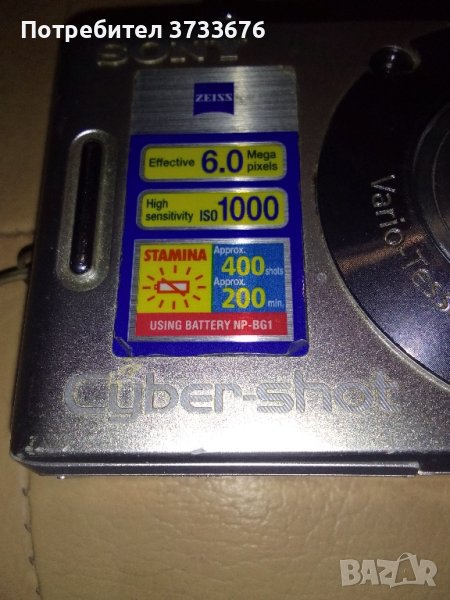 Потребител 3733676
SONY
ZEISS
Effective 6.0 Mega pixels
High sensitivity ISO 1000
STAMINA
Approx. 400 shots
Approx. 200 min.
USING BATTERY NP-BG1
Vario-Tess
Cyber-shot
BAZAR